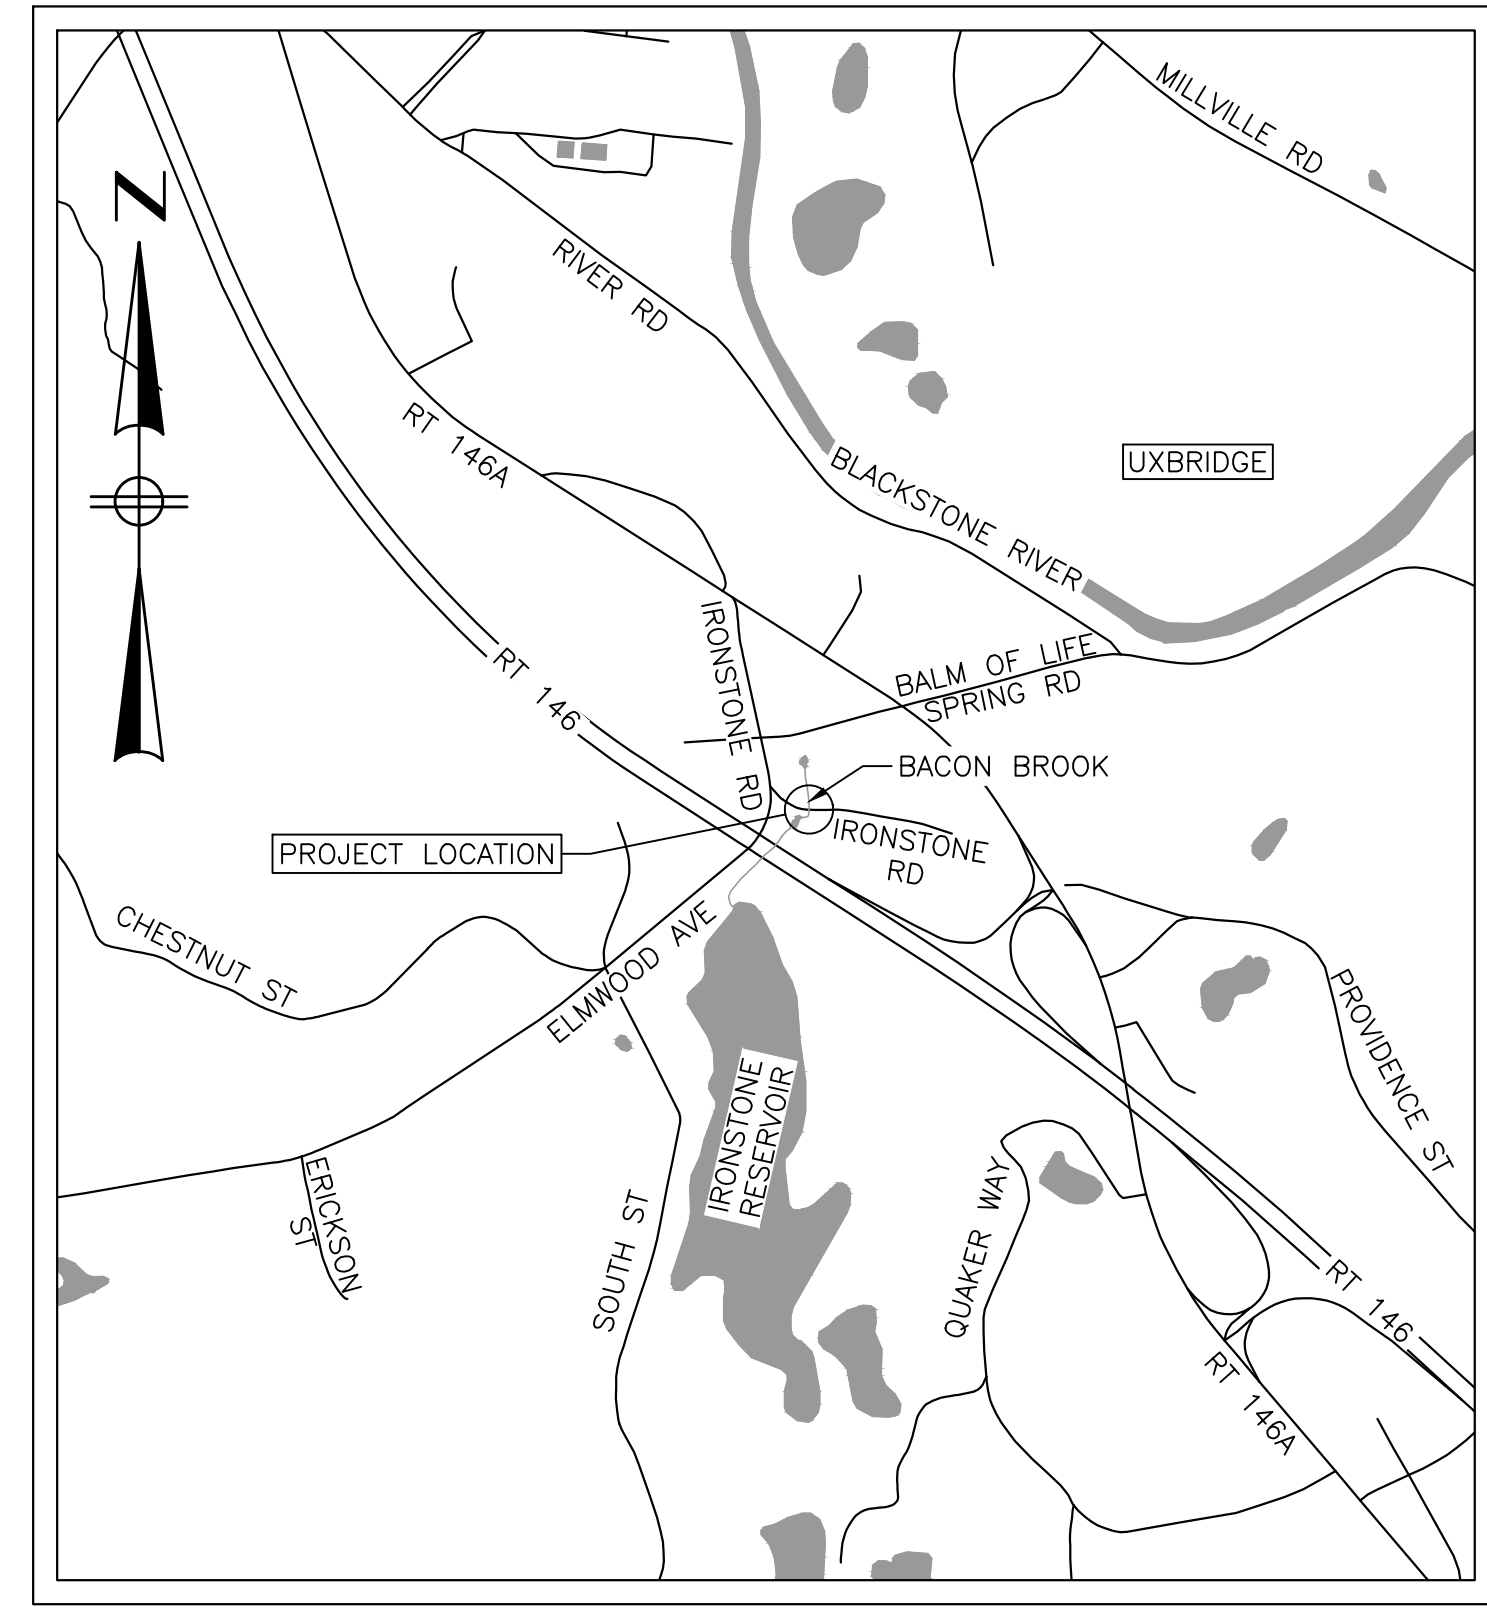 MILLVILLE RD
N
RIVER RD
RT 146A
BLACKSTONE RIVER
UXBRIDGE
IRONSTONE RD
BALM OF LIFE
SPRING RD
RT 146
BACON BROOK
PROJECT LOCATION
IRONSTONE
RD
CHESTNUT ST
ELMWOOD AVE
PROVIDENCE ST
IRONSTONE
RESERVOIR
ERICKSON
ST
SOUTH ST
QUAKER WAY
RT 146
RT 146A